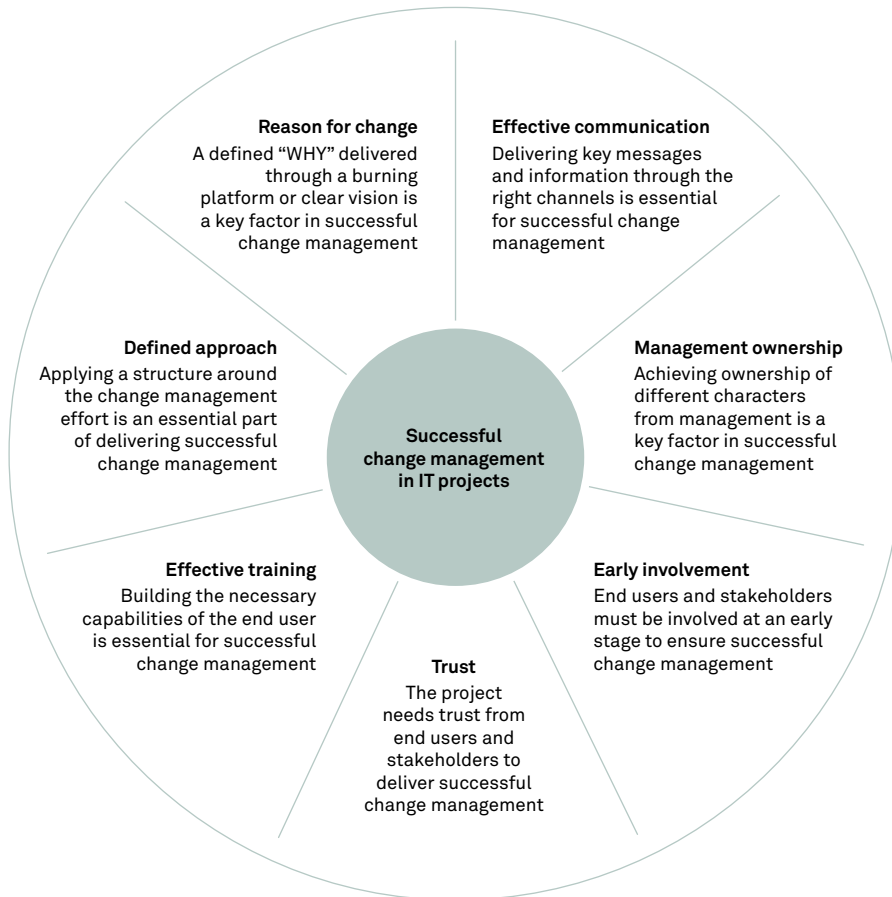 Reason for change
A defined “WHY” delivered
through a burning
platform or clear vision is
a key factor in successful
change management
Effective communication
Delivering key messages
and information through the
right channels is essential
for successful change
management
Defined approach
Applying a structure around
the change management
effort is an essential part
of delivering successful
change management
Successful
change management
in IT projects
Management ownership
Achieving ownership of
different characters
from management is a
key factor in successful
change management
Effective training
Building the necessary
capabilities of the end user
is essential for successful
change management
Trust
The project
needs trust from
end users and
stakeholders to
deliver successful
change management
Early involvement
End users and stakeholders
must be involved at an early
stage to ensure successful
change management